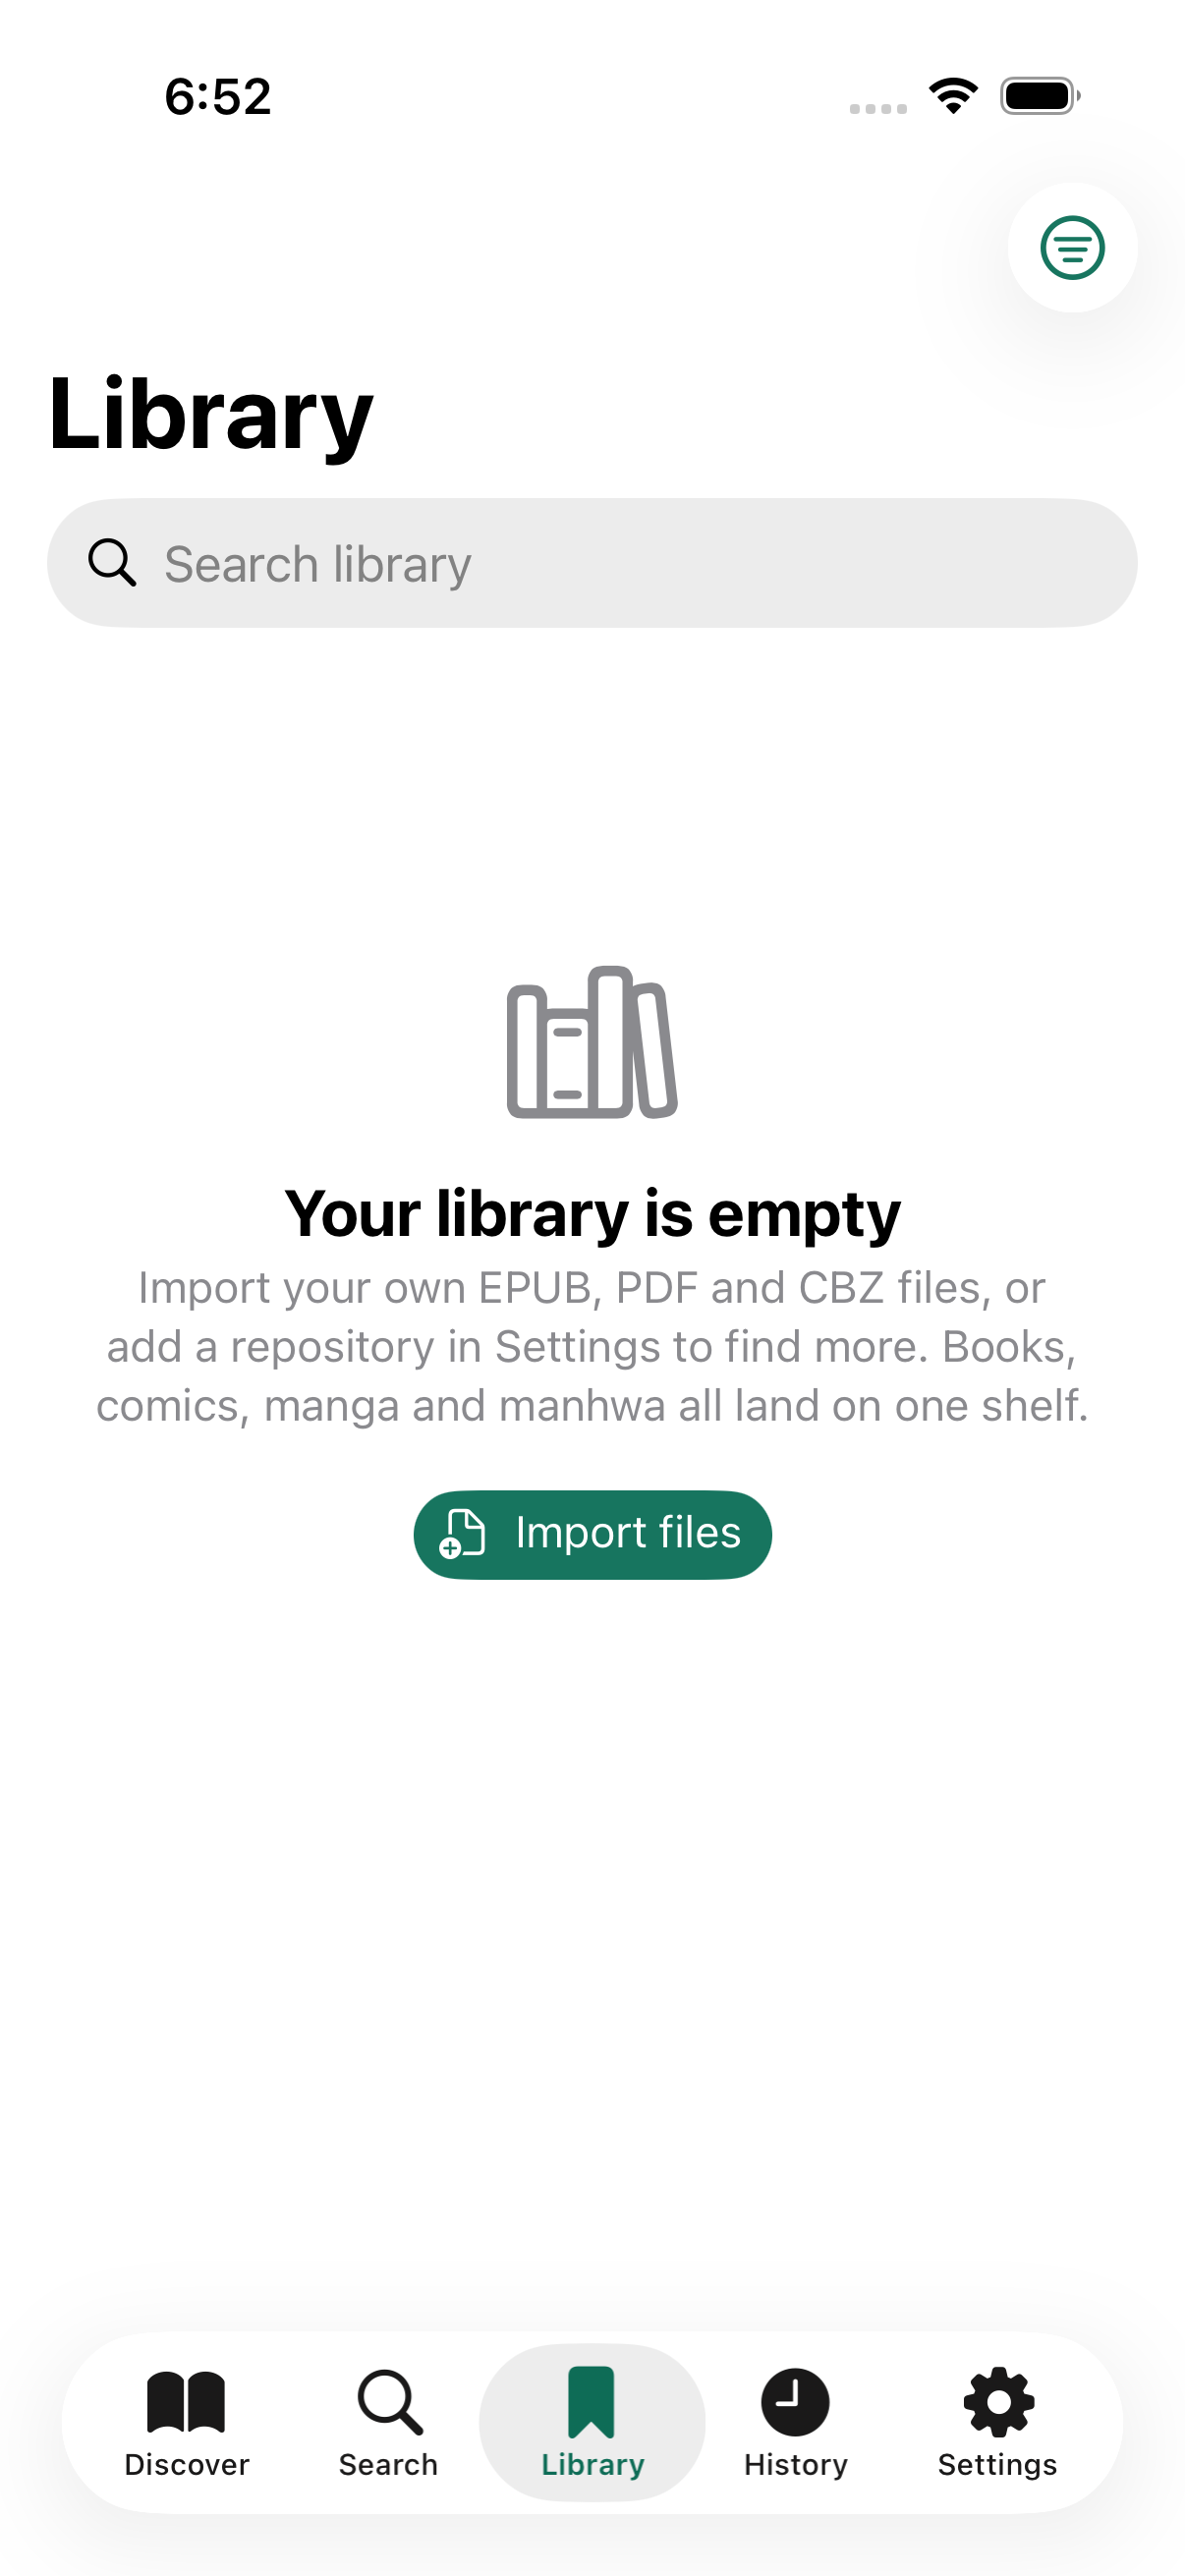 6:52
Library
Search library
Your library is empty
Import your own EPUB, PDF and CBZ files, or
add a repository in Settings to find more. Books,
comics, manga and manhwa all land on one shelf.
Import files
Discover
Search
Library
History
Settings